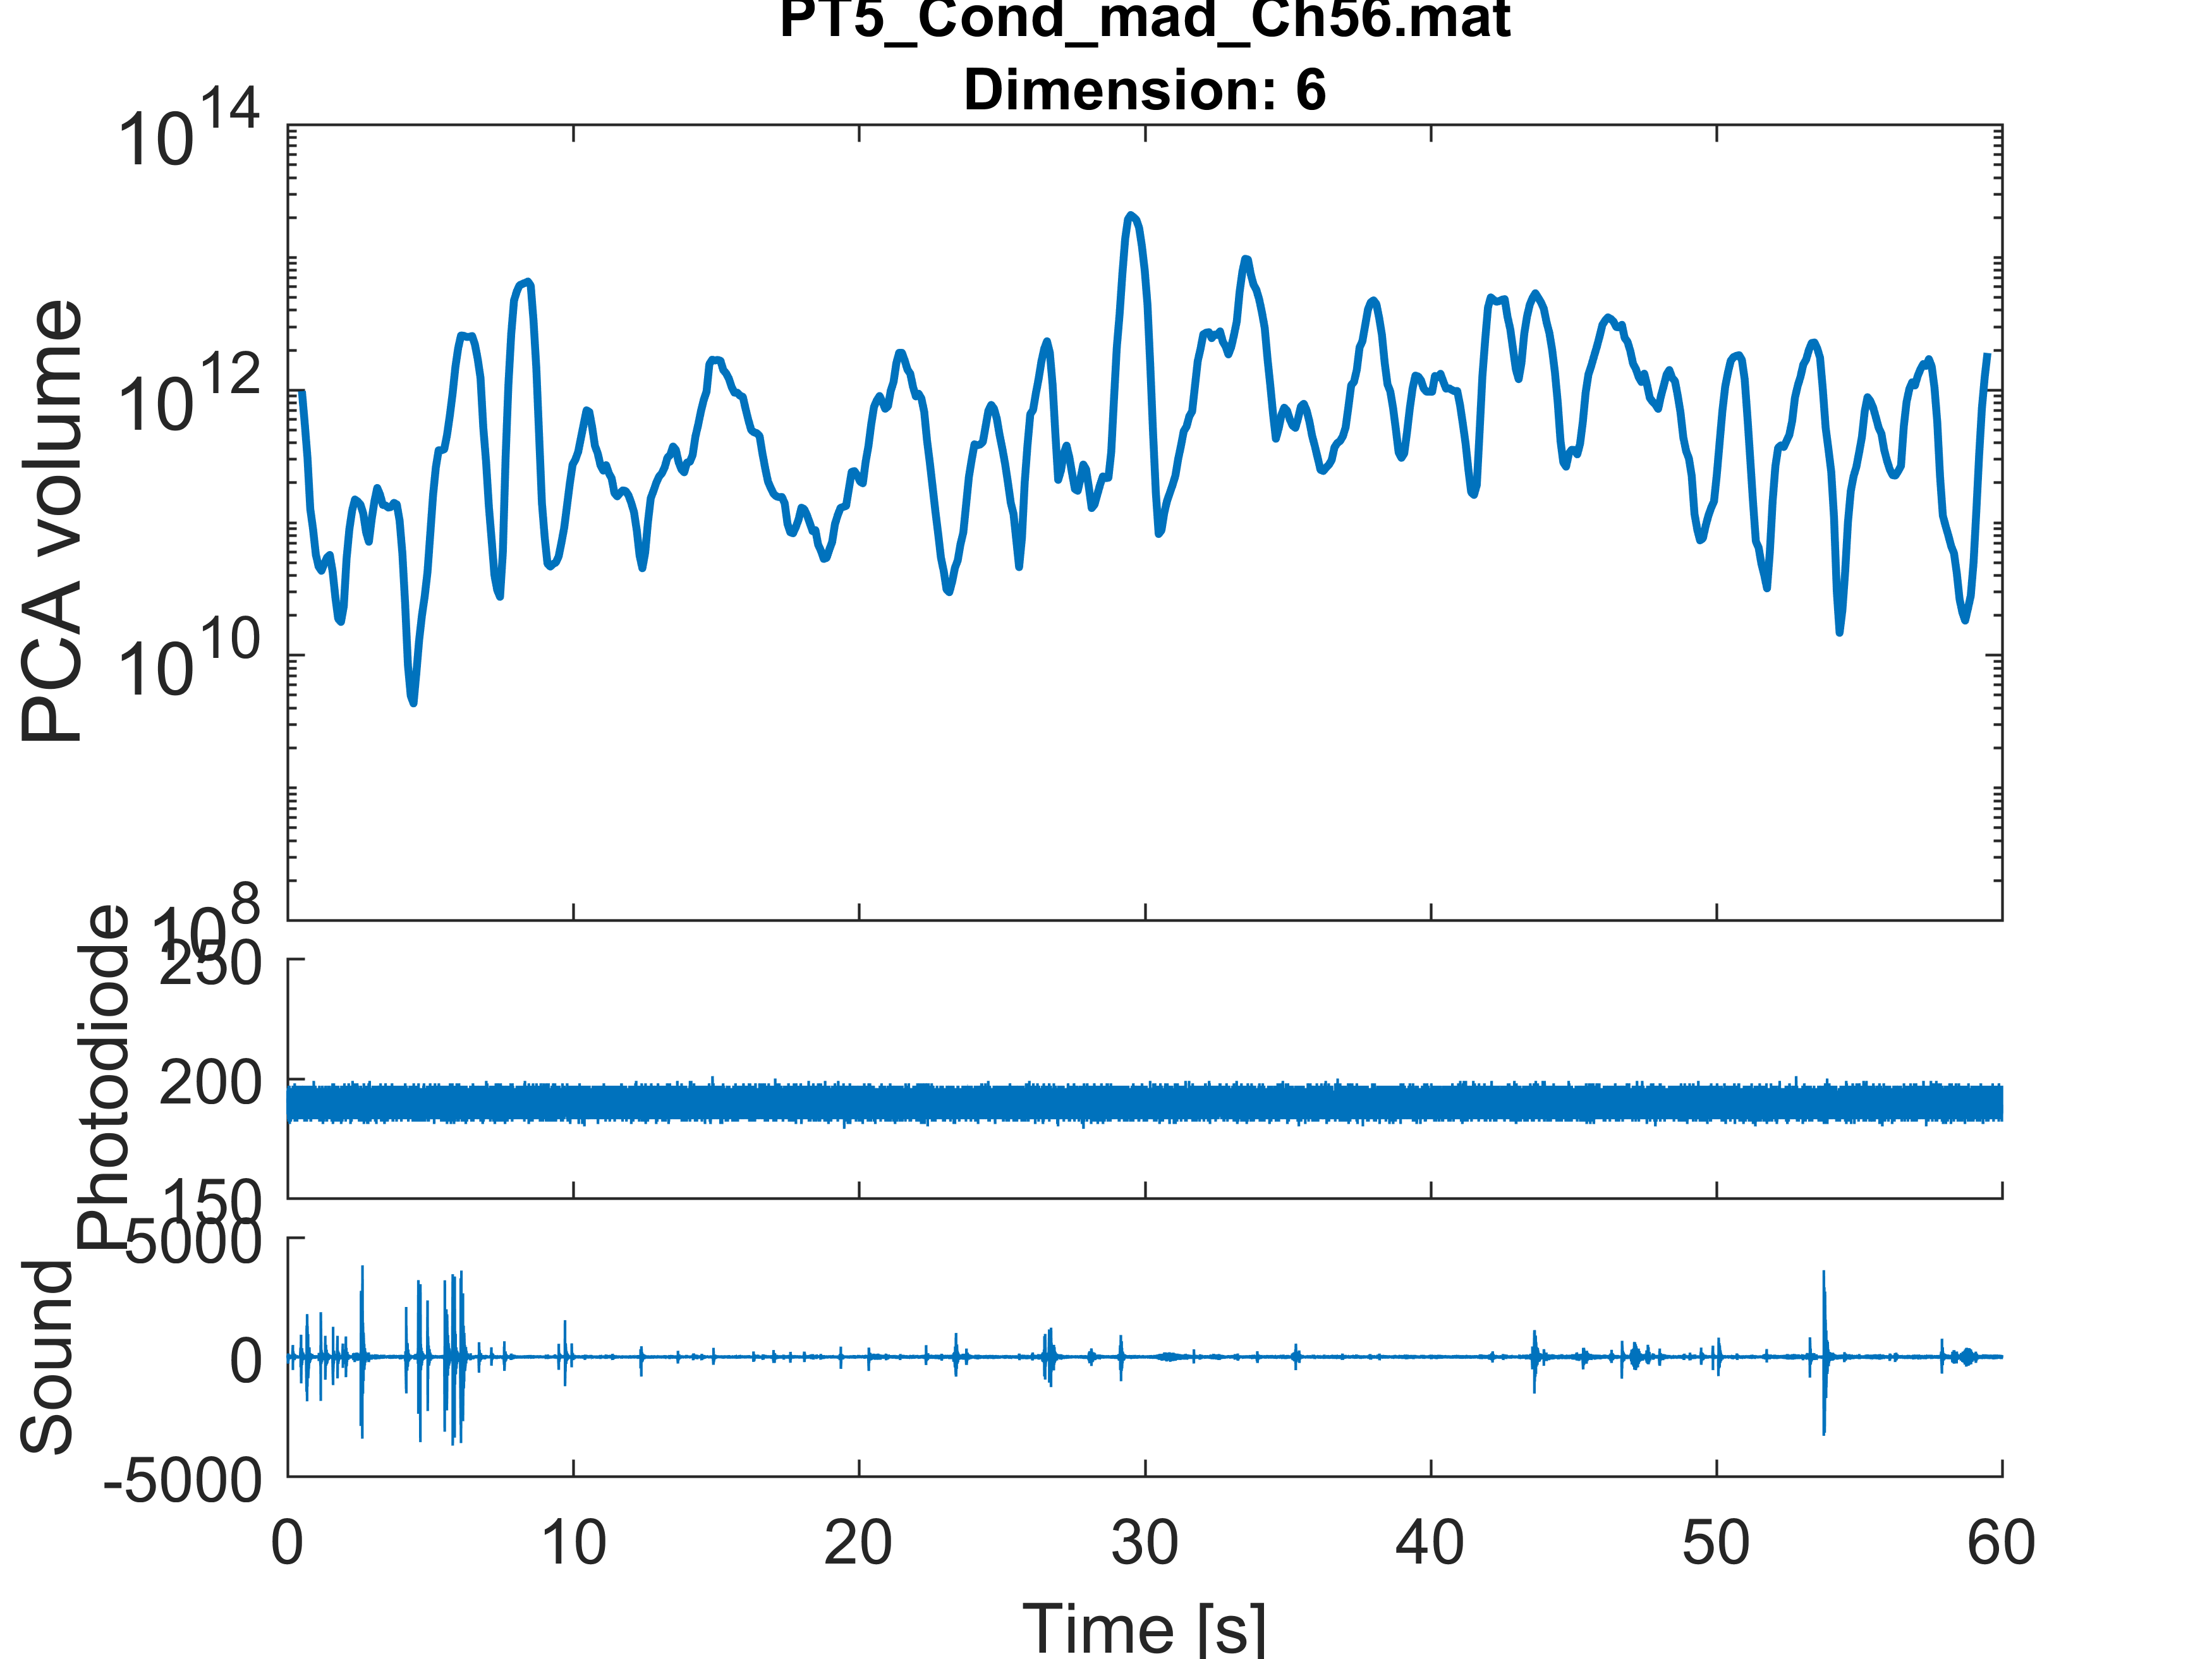 PT5_Cond_mad_Ch56.mat
Dimension: 6
PCA volume
10^14
10^12
10^10
10^8
Photodiode
250
200
150
Sound
5000
0
-5000
0 10 20 30 40 50 60
Time [s]